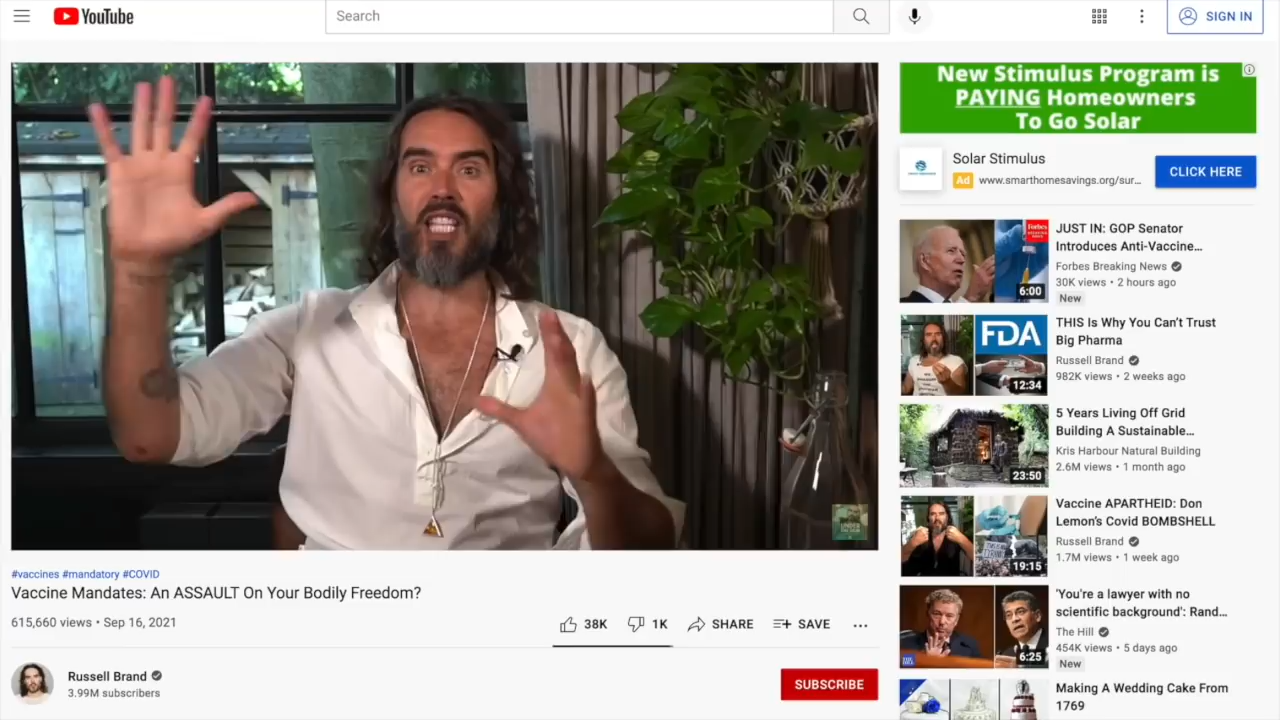 YouTube
Search
SIGN IN
New Stimulus Program is
PAYING Homeowners
To Go Solar
Solar Stimulus
Ad www.smarthomesavings.org/sur...
CLICK HERE
Forbes
6:00
JUST IN: GOP Senator
Introduces Anti-Vaccine...
Forbes Breaking News
30K views • 2 hours ago
New
FDA
12:34
THIS Is Why You Can't Trust
Big Pharma
Russell Brand
982K views • 2 weeks ago
23:50
5 Years Living Off Grid
Building A Sustainable...
Kris Harbour Natural Building
2.6M views • 1 month ago
19:15
Vaccine APARTHEID: Don
Lemon's Covid BOMBSHELL
Russell Brand
1.7M views • 1 week ago
6:25
'You're a lawyer with no
scientific background': Rand...
The Hill
454K views • 5 days ago
New
Making A Wedding Cake From
1769
#vaccines #mandatory #COVID
Vaccine Mandates: An ASSAULT On Your Bodily Freedom?
615,660 views • Sep 16, 2021
38K
1K
SHARE
SAVE
Russell Brand
3.99M subscribers
SUBSCRIBE